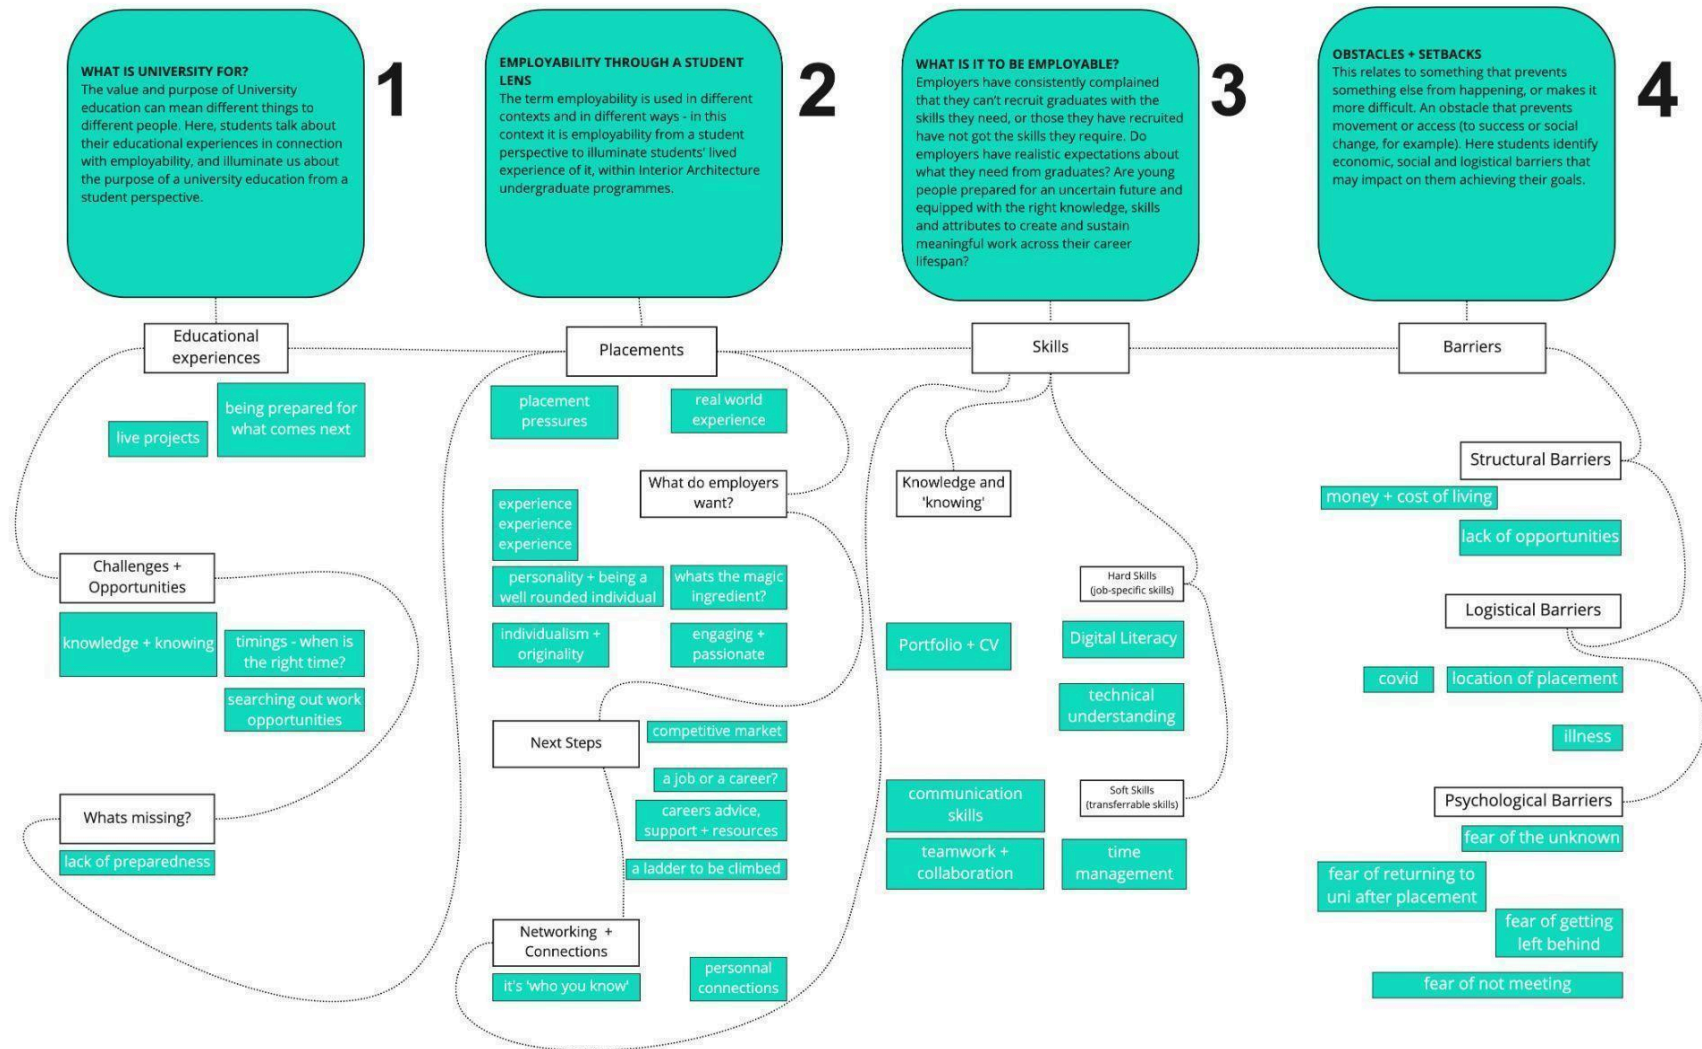 WHAT IS UNIVERSITY FOR?
The value and purpose of University
education can mean different things to
different people. Here, students talk about
their educational experiences in connection
with employability, and illuminate us about
the purpose of a university education from a
student perspective.
1
EMPLOYABILITY THROUGH A STUDENT
LENS
The term employability is used in different
contexts and in different ways - in this
context it is employability from a student
perspective to illuminate students' lived
experience of it, within Interior Architecture
undergraduate programmes.
2
WHAT IS IT TO BE EMPLOYABLE?
Employers have consistently complained
that they can't recruit graduates with the
skills they need, or those they have recruited
have not got the skills they require. Do
employers have realistic expectations about
what they need from graduates? Are young
people prepared for an uncertain future and
equipped with the right knowledge, skills
and attributes to create and sustain
meaningful work across their career
lifespan?
3
OBSTACLES + SETBACKS
This relates to something that prevents
something else from happening, or makes it
more difficult. An obstacle that prevents
movement or access (to success or social
change, for example). Here students identify
economic, social and logistical barriers that
may impact on them achieving their goals.
4
Educational
experiences
live projects
being prepared for
what comes next
Challenges +
Opportunities
knowledge + knowing
timings - when is
the right time?
searching out work
opportunities
Whats missing?
lack of preparedness
Placements
placement
pressures
real world
experience
What do employers
want?
experience
experience
experience
personality + being a
well rounded individual
whats the magic
ingredient?
individualism +
originality
engaging +
passionate
Next Steps
competitive market
a job or a career?
careers advice,
support + resources
a ladder to be climbed
Networking +
Connections
it's 'who you know'
personnal
connections
Skills
Knowledge and
'knowing'
Hard Skills
(job-specific skills)
Portfolio + CV
Digital Literacy
technical
understanding
communication
skills
Soft Skills
(transferrable skills)
teamwork +
collaboration
time
management
Barriers
Structural Barriers
money + cost of living
lack of opportunities
Logistical Barriers
covid
location of placement
illness
Psychological Barriers
fear of the unknown
fear of returning to
uni after placement
fear of getting
left behind
fear of not meeting